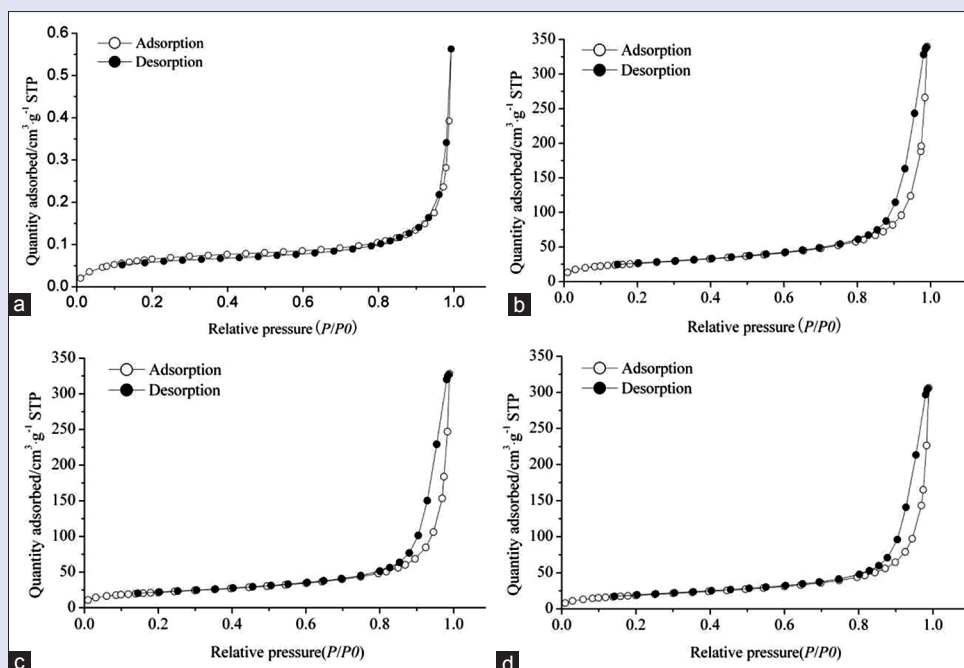 0.6
0.5
0.4
0.3
0.2
0.1
0.0
Quantity adsorbed/cm³·g⁻¹ STP
Adsorption
Desorption
0.0 0.2 0.4 0.6 0.8 1.0
Relative pressure (P/P0)
a
350
300
250
200
150
100
50
0
Quantity adsorbed/cm³·g⁻¹ STP
Adsorption
Desorption
0.0 0.2 0.4 0.6 0.8 1.0
Relative pressure (P/P0)
b
350
300
250
200
150
100
50
0
Quantity adsorbed/cm³·g⁻¹ STP
Adsorption
Desorption
0.0 0.2 0.4 0.6 0.8 1.0
Relative pressure(P/P0)
c
350
300
250
200
150
100
50
0
Quantity adsorbed/cm³·g⁻¹ STP
Adsorption
Desorption
0.0 0.2 0.4 0.6 0.8 1.0
Relative pressure(P/P0)
d